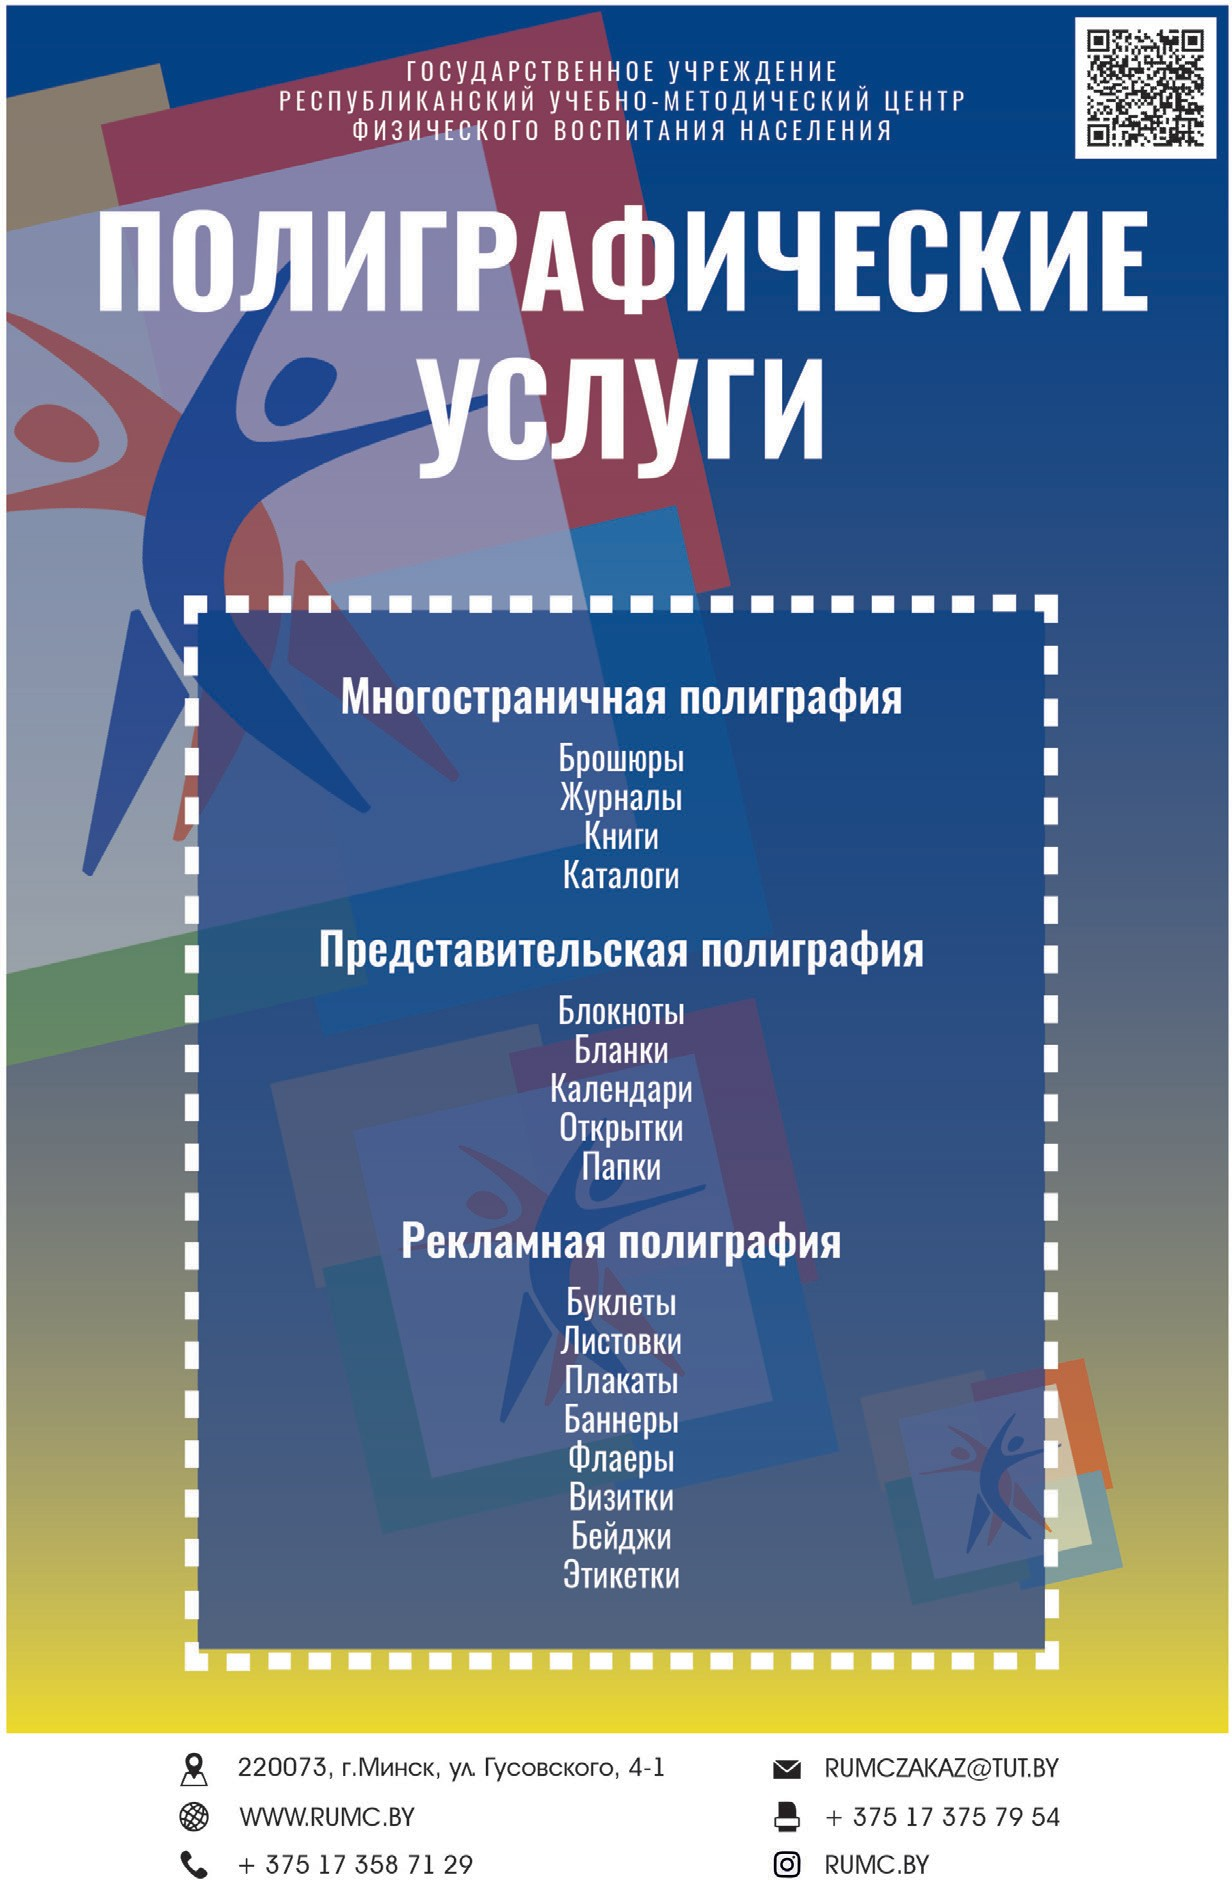 ГОСУДАРСТВЕННОЕ УЧРЕЖДЕНИЕ
РЕСПУБЛИКАНСКИЙ УЧЕБНО-МЕТОДИЧЕСКИЙ ЦЕНТР
ФИЗИЧЕСКОГО ВОСПИТАНИЯ НАСЕЛЕНИЯ
ПОЛИГРАФИЧЕСКИЕ
УСЛУГИ
Многостраничная полиграфия
Брошюры
Журналы
Книги
Каталоги
Представительская полиграфия
Блокноты
Бланки
Календари
Открытки
Папки
Рекламная полиграфия
Буклеты
Листовки
Плакаты
Баннеры
Флаеры
Визитки
Бейджи
Этикетки
220073, г.Минск, ул. Гусовского, 4-1
WWW.RUMC.BY
+ 375 17 358 71 29
RUMCZAKAZ@TUT.BY
+ 375 17 375 79 54
RUMC.BY